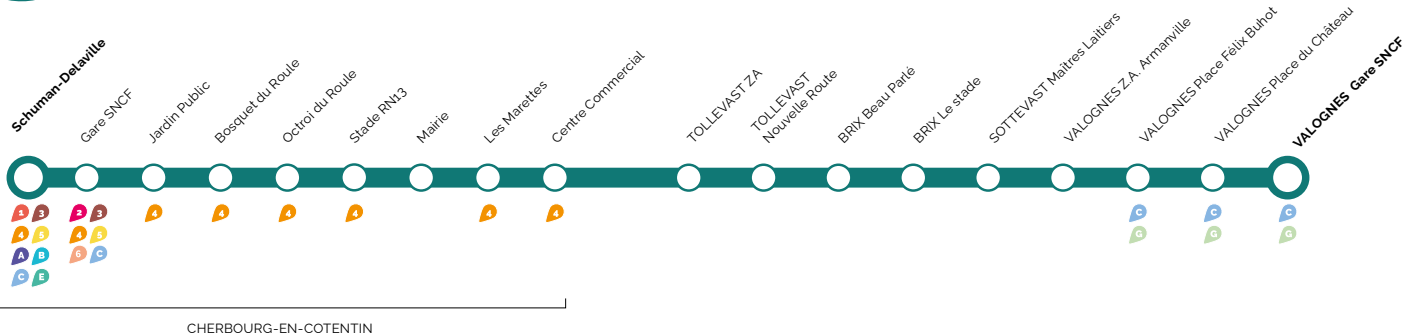 Schuman-Delaville
Gare SNCF
Jardin Public
Bosquet du Roule
Octroi du Roule
Stade RN13
Mairie
Les Marettes
Centre Commercial
TOLLEVAST ZA
TOLLEVAST
Nouvelle Route
BRIX Beau Parlé
BRIX Le stade
SOTTEVAST Maîtres Laitiers
VALOGNES Z.A. Armanville
VALOGNES Place Félix Buhot
VALOGNES Place du Château
VALOGNES Gare SNCF
1 3
4 5
A B
C E
2 3
4 5
6 C
4
4
4
4
4
4
C
G
C
G
C
G
CHERBOURG-EN-COTENTIN